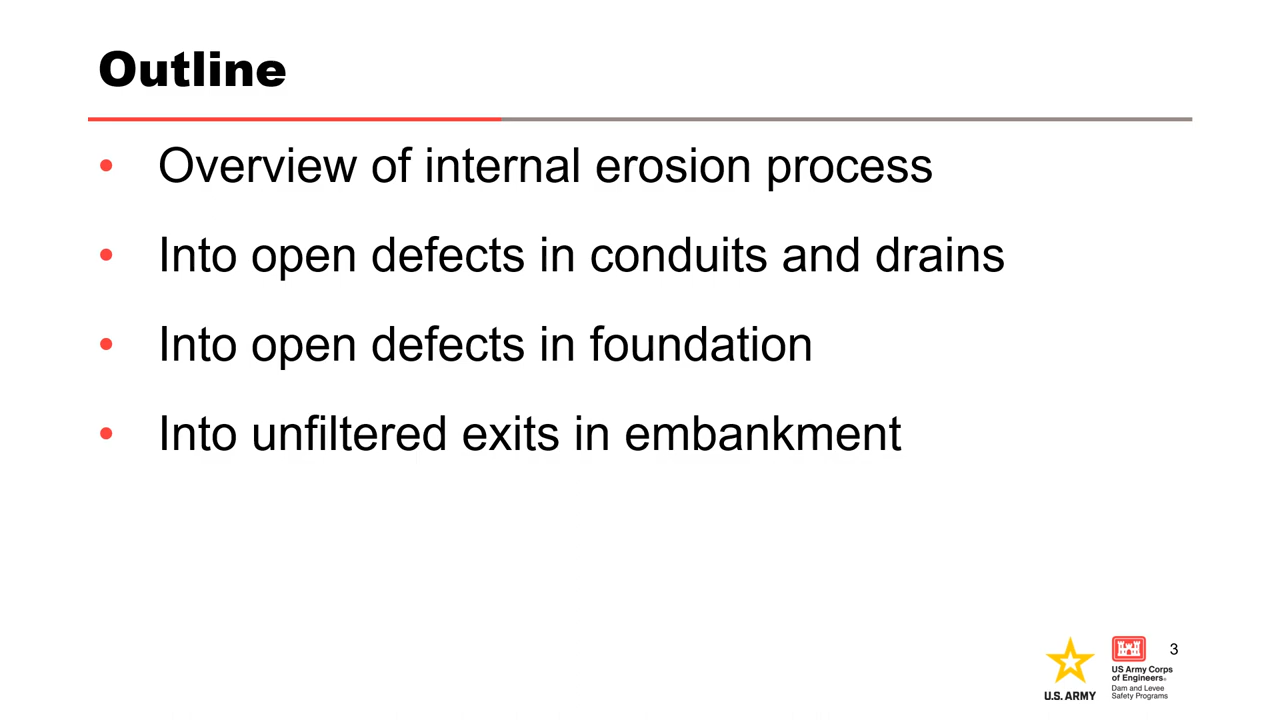 Outline
• Overview of internal erosion process
• Into open defects in conduits and drains
• Into open defects in foundation
• Into unfiltered exits in embankment
3
U.S. ARMY
US Army Corps
of Engineers®
Dam and Levee
Safety Programs